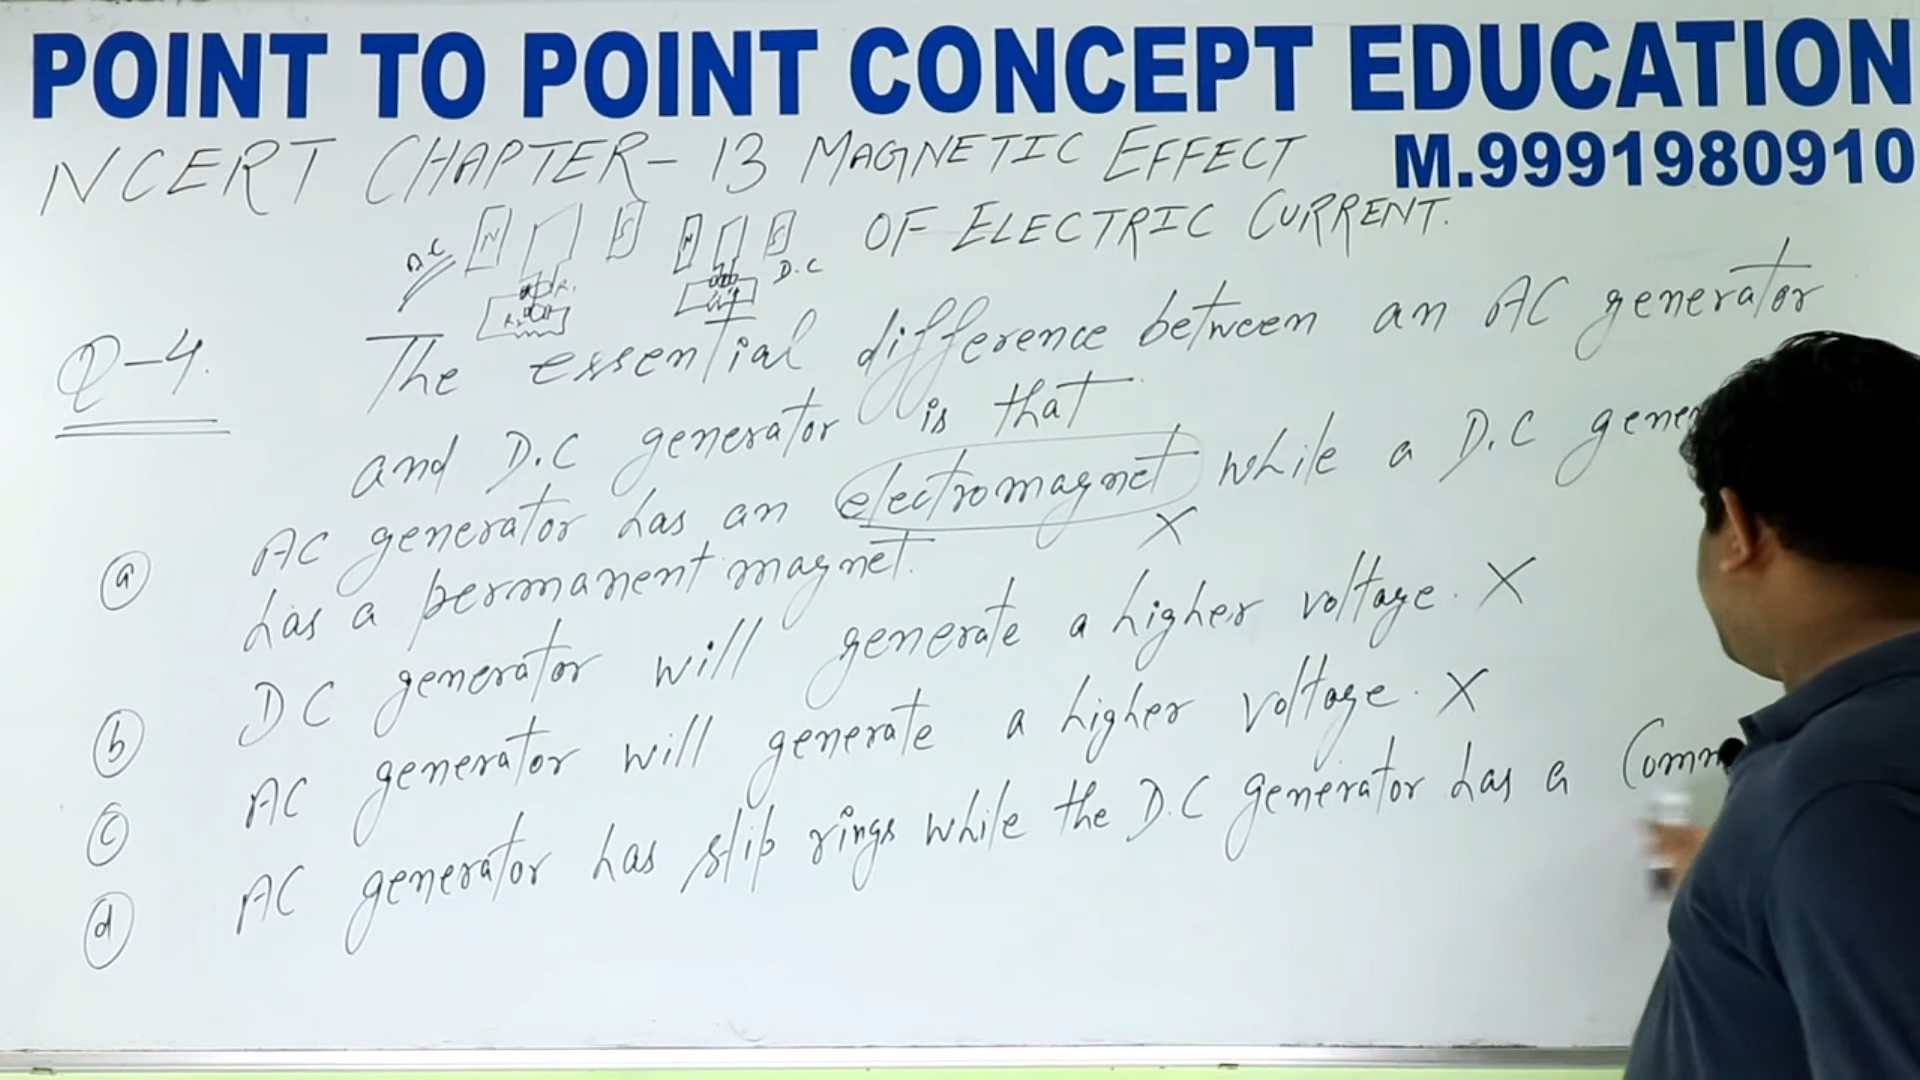 POINT TO POINT CONCEPT EDUCATION
M.9991980910
NCERT CHAPTER-13 MAGNETIC EFFECT
OF ELECTRIC CURRENT.
A.C N S N S D.C
R₁
R₂
Q-4. The essential difference between an AC generator
and D.C generator is that
(a) AC generator has an electromagnet while a D.C gener
has a permanent magnet. X
(b) DC generator will generate a higher voltage. X
(c) AC generator will generate a higher voltage. X
(d) AC generator has slip rings while the D.C generator has a Comm